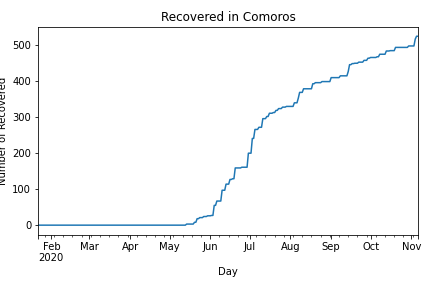 Recovered in Comoros
Number of Recovered
500
400
300
200
100
0
Feb Mar Apr May Jun Jul Aug Sep Oct Nov
2020
Day